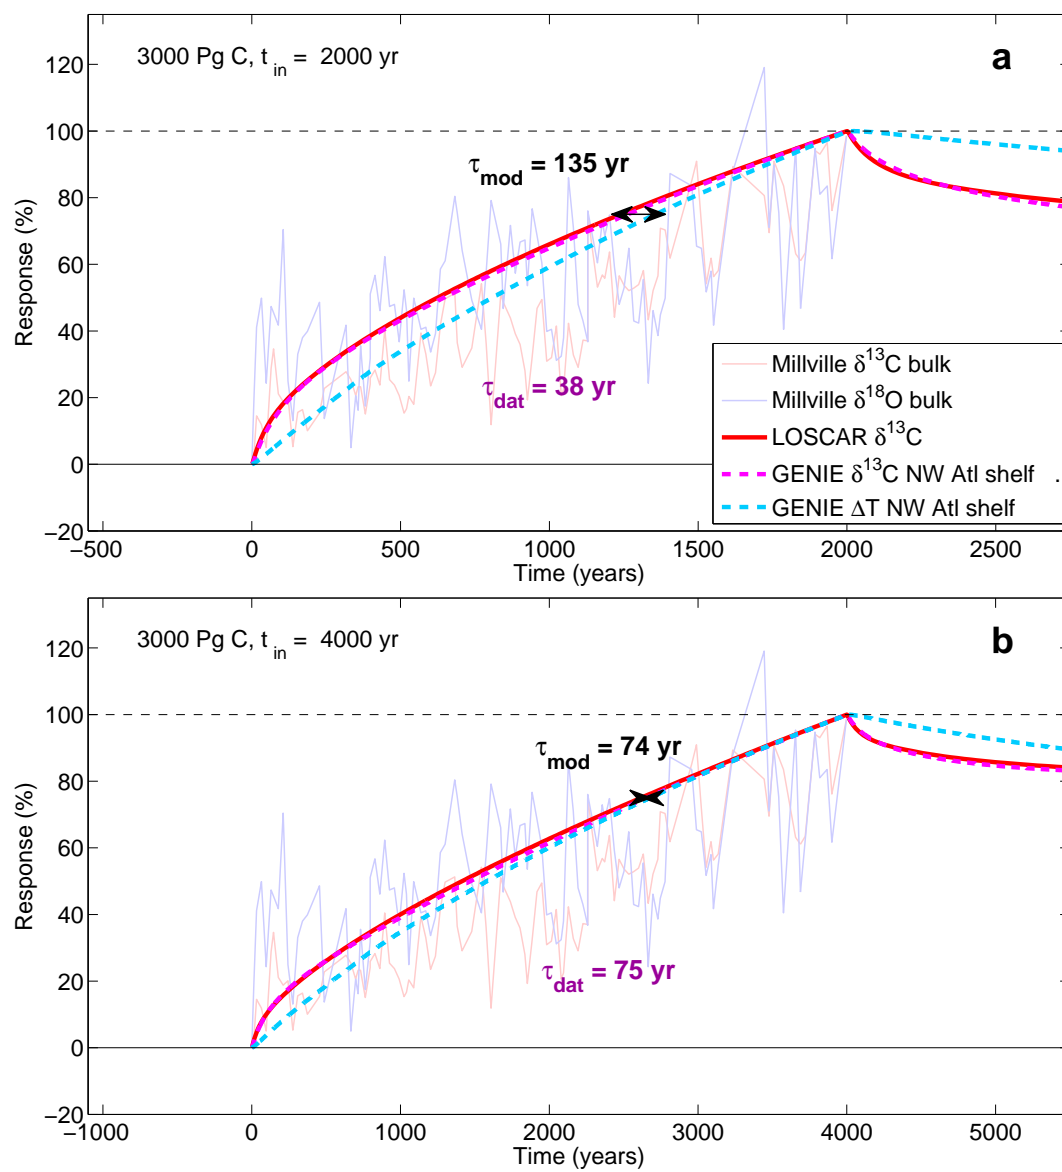 3000 Pg C, t in = 2000 yr
a
120
100
80
60
40
20
0
−20
Response (%)
τmod = 135 yr
τdat = 38 yr
Millville δ13C bulk
Millville δ18O bulk
LOSCAR δ13C
GENIE δ13C NW Atl shelf .
GENIE ΔT NW Atl shelf
−500 0 500 1000 1500 2000 2500
Time (years)
3000 Pg C, t in = 4000 yr
b
120
100
80
60
40
20
0
−20
Response (%)
τmod = 74 yr
τdat = 75 yr
−1000 0 1000 2000 3000 4000 5000
Time (years)